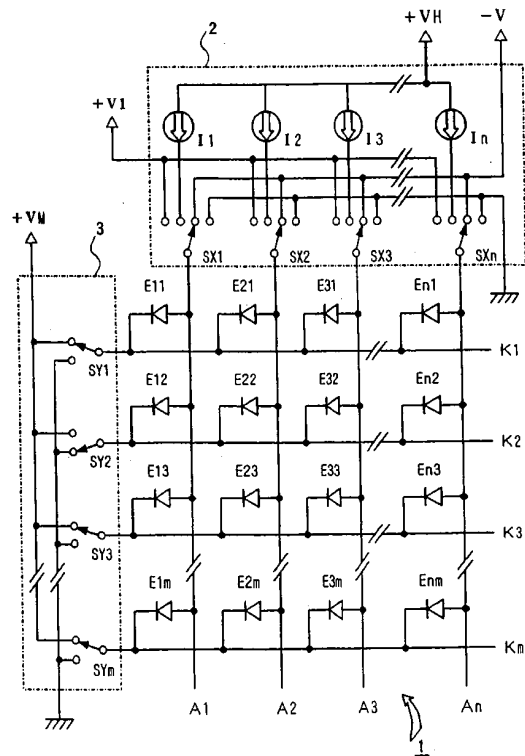 +VH
-V
2
+V1
I1 I2 I3 In
+VM
3
SX1 SX2 SX3 SXn
E11 E21 E31 En1
K1
SY1
E12 E22 E32 En2
K2
SY2
E13 E23 E33 En3
K3
SY3
E1m E2m E3m Enm
Km
SYm
A1 A2 A3 An
1